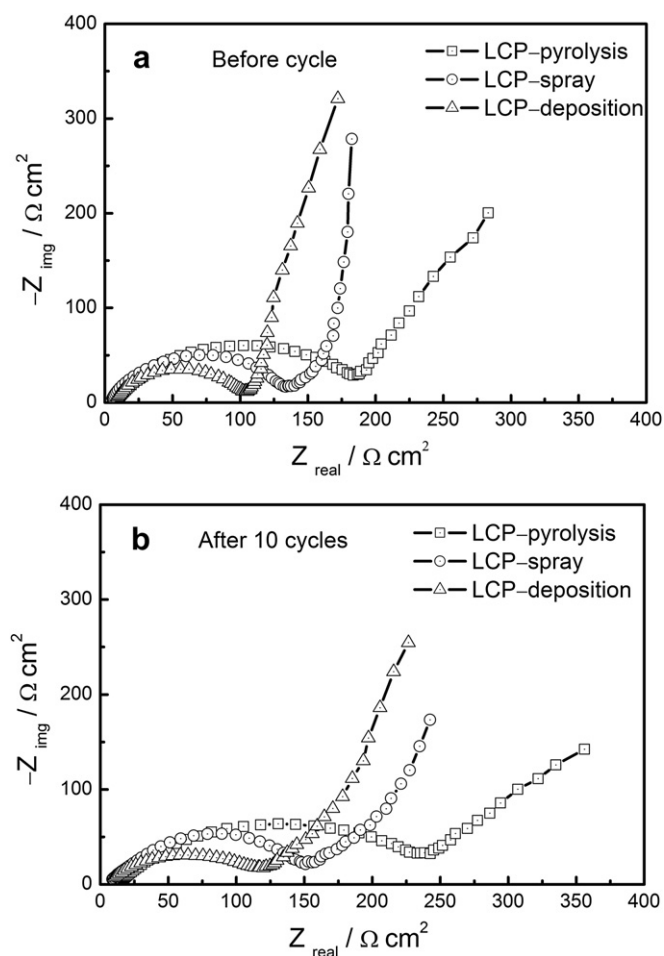 a
Before cycle
LCP–pyrolysis
LCP–spray
LCP–deposition
400
300
200
100
0
–Z img / Ω cm²
0 50 100 150 200 250 300 350 400
Z real / Ω cm²
b
After 10 cycles
LCP–pyrolysis
LCP–spray
LCP–deposition
400
300
200
100
0
–Z img / Ω cm²
0 50 100 150 200 250 300 350 400
Z real / Ω cm²